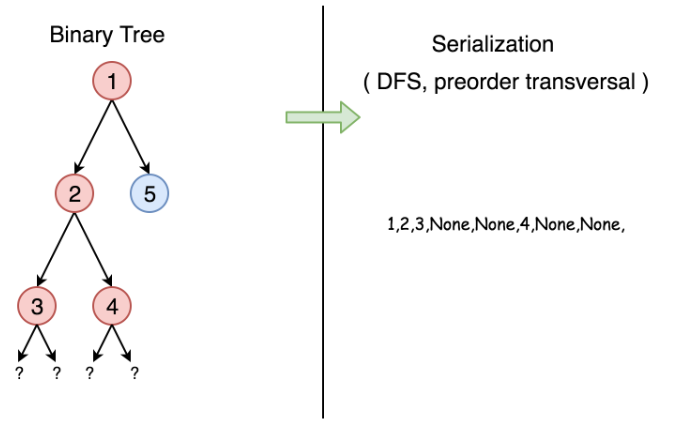 Binary Tree
1
2
5
3
4
?
?
?
?
Serialization
( DFS, preorder transversal )
1,2,3,None,None,4,None,None,